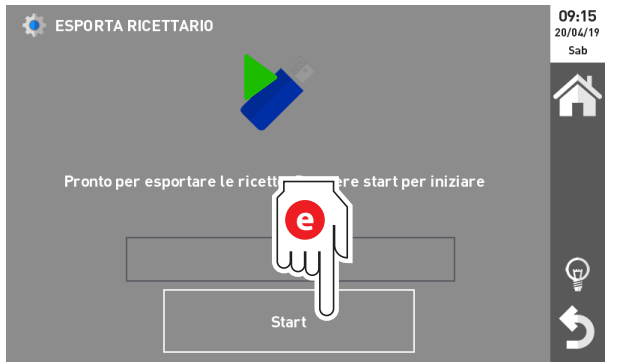 ESPORTA RICETTARIO
09:15
20/04/19
Sab
Pronto per esportare le ricett ere start per iniziare
e
Start